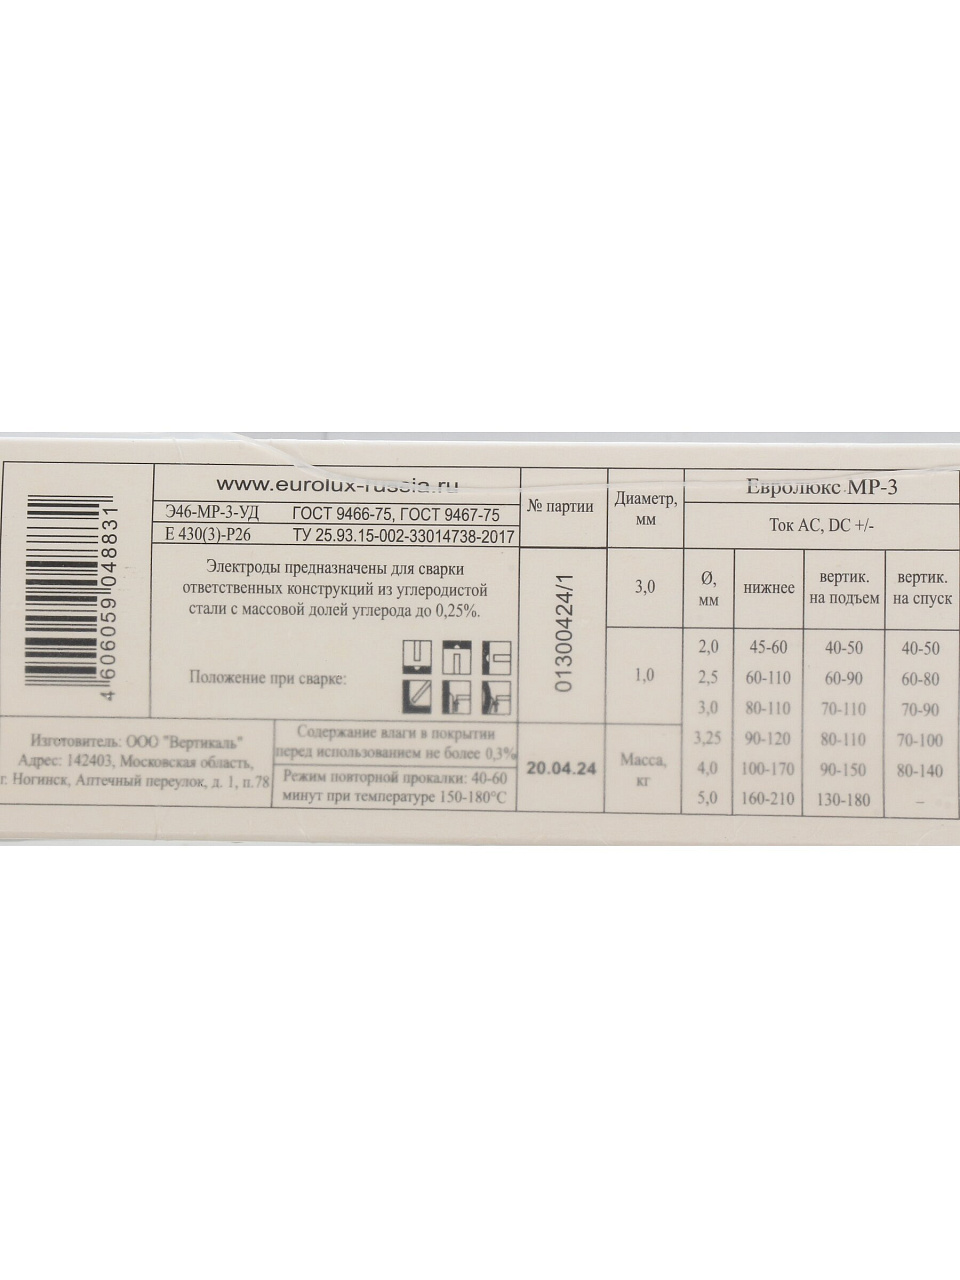 4 606059 048831
www.eurolux-russia.ru
Э46-МР-3-УД ГОСТ 9466-75, ГОСТ 9467-75
Е 430(3)-Р26 ТУ 25.93.15-002-33014738-2017
Электроды предназначены для сварки
ответственных конструкций из углеродистой
стали с массовой долей углерода до 0,25%.
Положение при сварке:
Изготовитель: ООО "Вертикаль"
Адрес: 142403, Московская область,
г. Ногинск, Аптечный переулок, д. 1, п.78
Содержание влаги в покрытии
перед использованием не более 0,3%
Режим повторной прокалки: 40-60
минут при температуре 150-180°С
№ партии
01300424/1
20.04.24
Диаметр,
мм
3,0
1,0
Масса,
кг
Евролюкс МР-3
Ток AC, DC +/-
Ø,
мм
нижнее
вертик.
на подъем
вертик.
на спуск
2,0 45-60 40-50 40-50
2,5 60-110 60-90 60-80
3,0 80-110 70-110 70-90
3,25 90-120 80-110 70-100
4,0 100-170 90-150 80-140
5,0 160-210 130-180 –